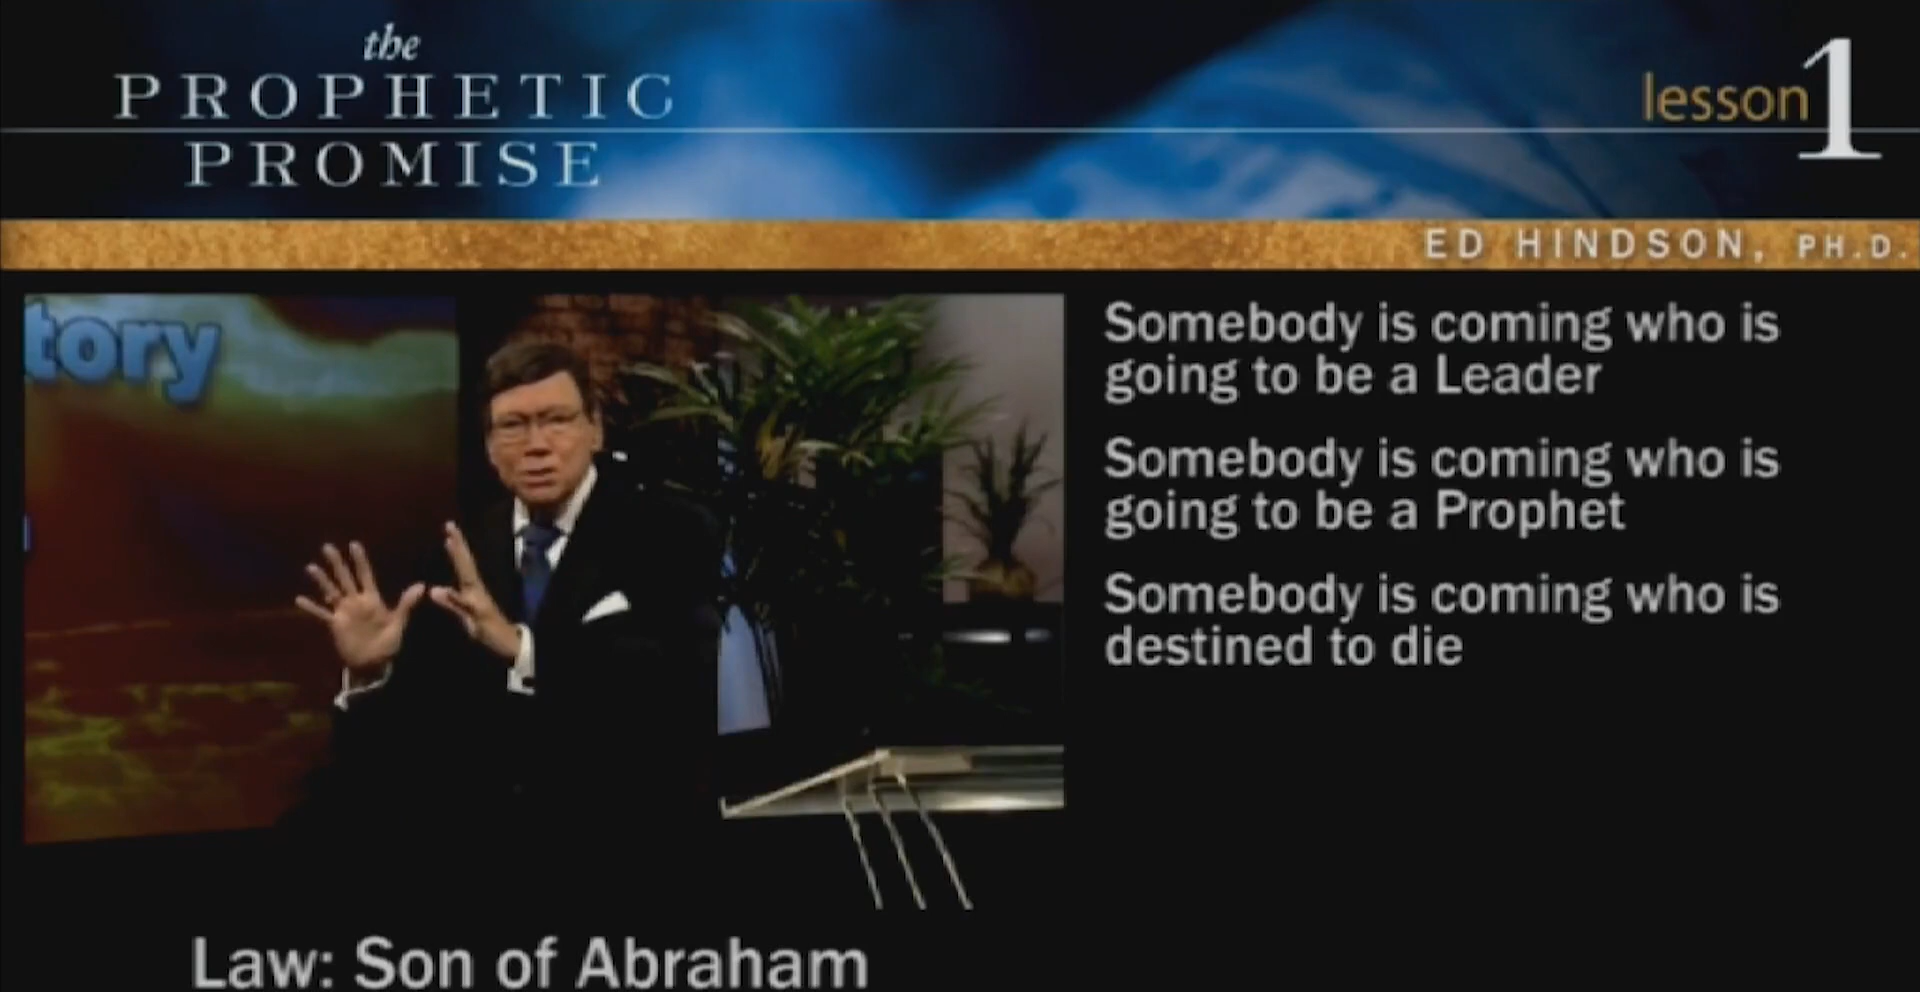 the
PROPHETIC
PROMISE
lesson 1
ED HINDSON, PH.D.
tory
Somebody is coming who is
going to be a Leader
Somebody is coming who is
going to be a Prophet
Somebody is coming who is
destined to die
Law: Son of Abraham